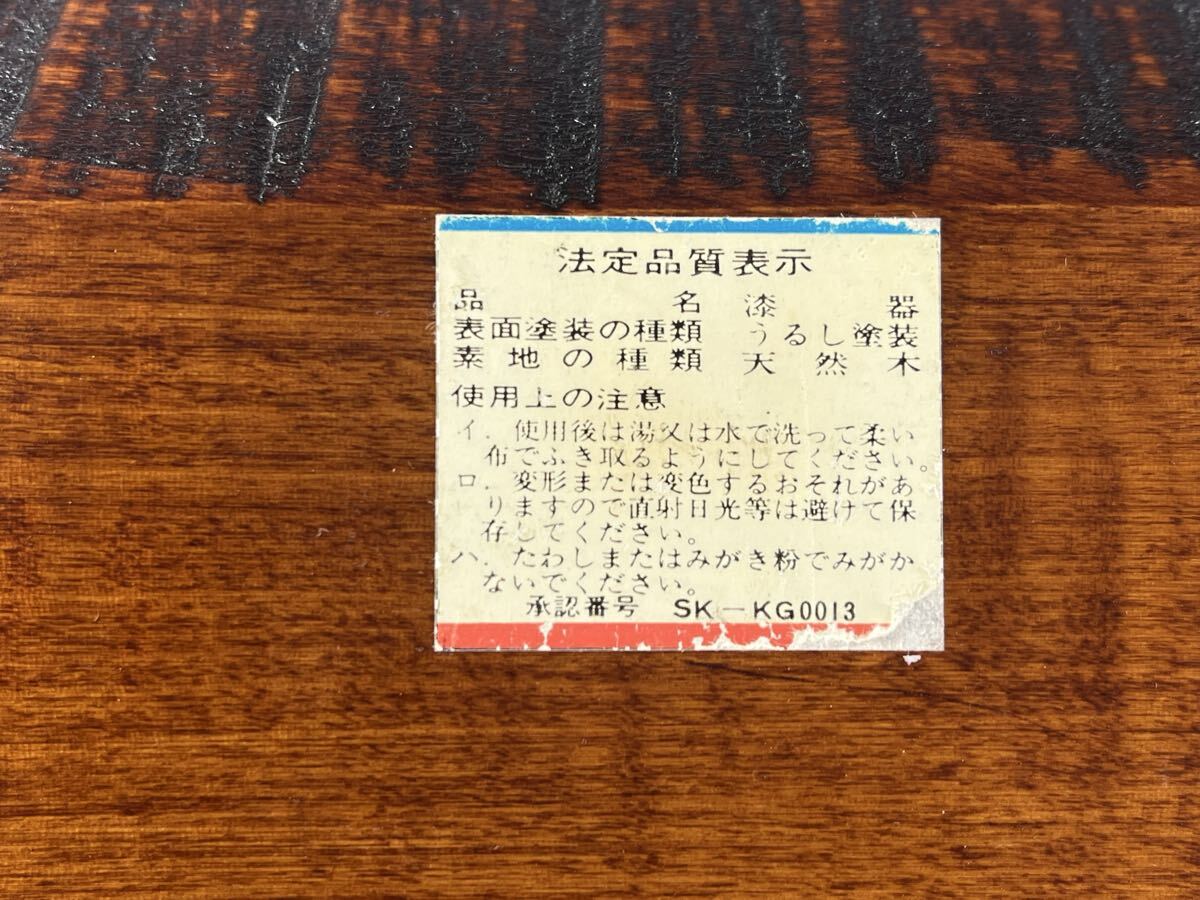 法定品質表示
品名 漆器
表面塗装の種類 うるし塗装
素地の種類 天然木
使用上の注意
イ．使用後は湯又は水で洗って柔い
布でふき取るようにしてください。
ロ．変形または変色するおそれがあ
りますので直射日光等は避けて保
存してください。
ハ．たわしまたはみがき粉でみがか
ないでください。
承認番号 SK－KG0013